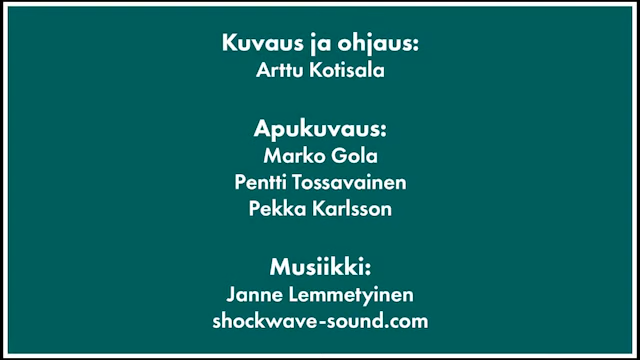 Kuvaus ja ohjaus:
Arttu Kotisala
Apukuvaus:
Marko Gola
Pentti Tossavainen
Pekka Karlsson
Musiikki:
Janne Lemmetyinen
shockwave-sound.com